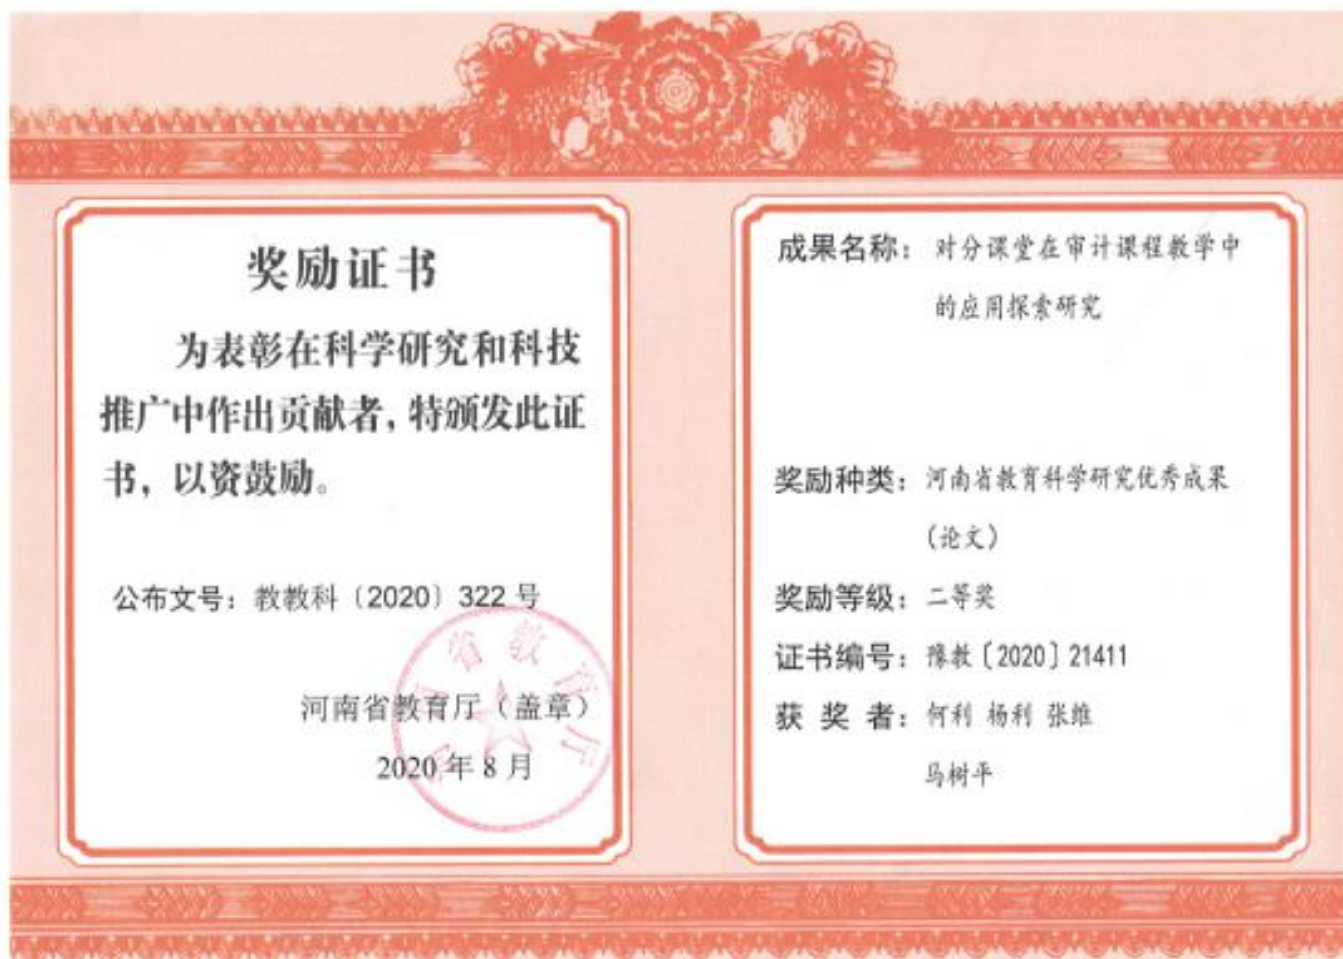 奖励证书
为表彰在科学研究和科技
推广中作出贡献者，特颁发此证
书，以资鼓励。
公布文号：教教科〔2020〕322号
河南省教育厅（盖章）
2020年8月
河南省教育厅
成果名称：对分课堂在审计课程教学中
的应用探索研究
奖励种类：河南省教育科学研究优秀成果
(论文)
奖励等级：二等奖
证书编号：豫教〔2020〕21411
获奖者：何利 杨利 张维
马树平